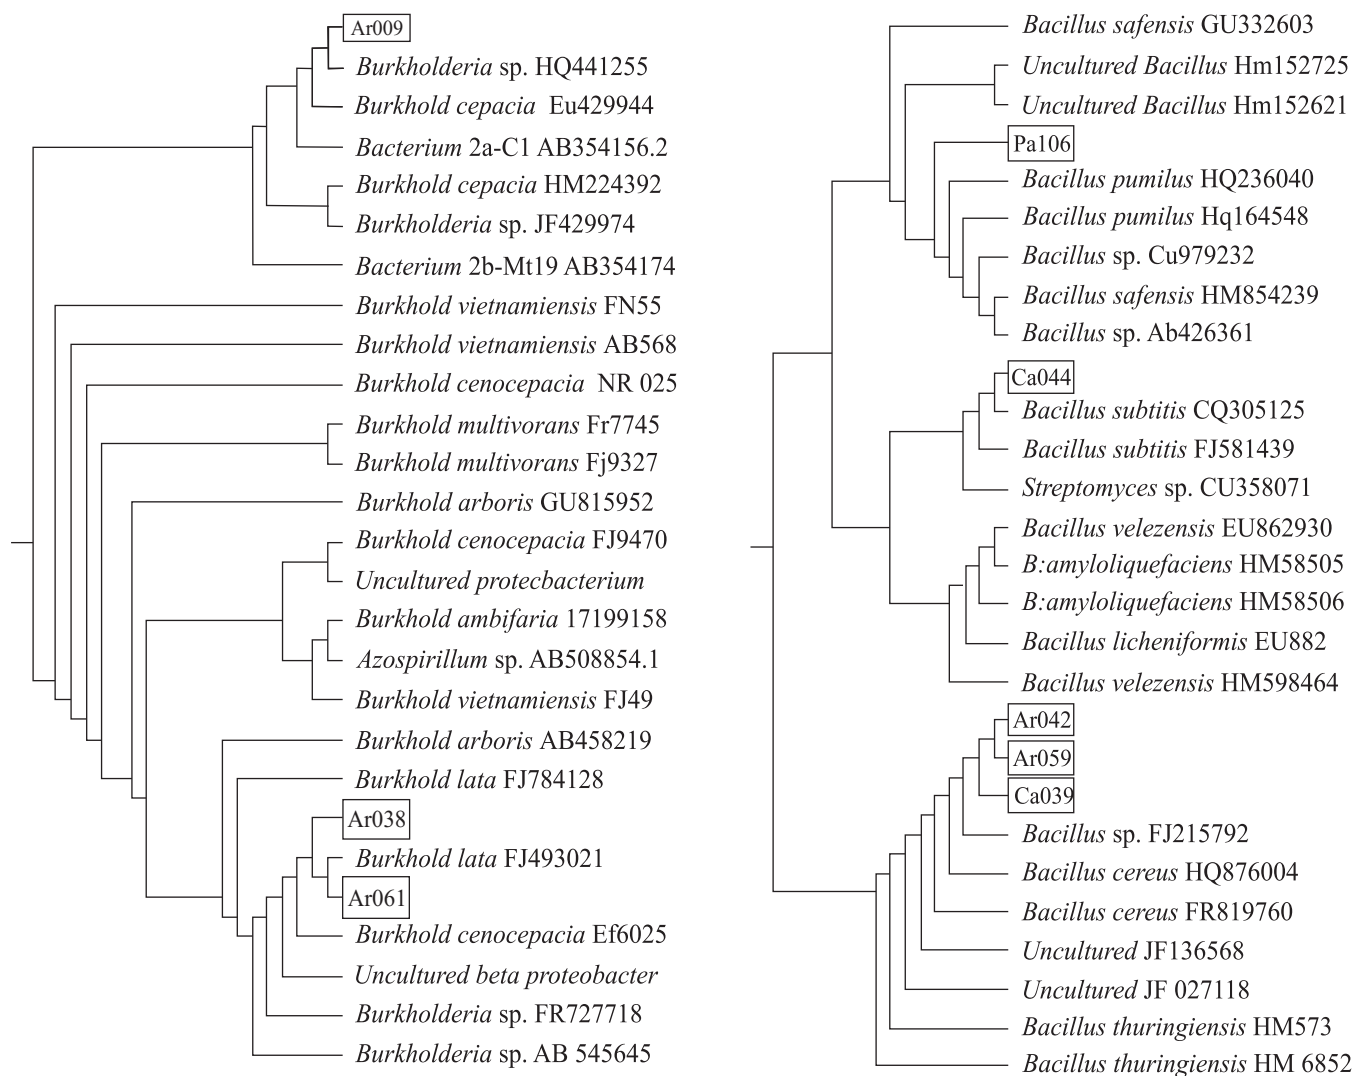 Ar009
Burkholderia sp. HQ441255
Burkhold cepacia Eu429944
Bacterium 2a-C1 AB354156.2
Burkhold cepacia HM224392
Burkholderia sp. JF429974
Bacterium 2b-Mt19 AB354174
Burkhold vietnamiensis FN55
Burkhold vietnamiensis AB568
Burkhold cenocepacia NR 025
Burkhold multivorans Fr7745
Burkhold multivorans Fj9327
Burkhold arboris GU815952
Burkhold cenocepacia FJ9470
Uncultured protecbacterium
Burkhold ambifaria 17199158
Azospirillum sp. AB508854.1
Burkhold vietnamiensis FJ49
Burkhold arboris AB458219
Burkhold lata FJ784128
Ar038
Burkhold lata FJ493021
Ar061
Burkhold cenocepacia Ef6025
Uncultured beta proteobacter
Burkholderia sp. FR727718
Burkholderia sp. AB 545645
Bacillus safensis GU332603
Uncultured Bacillus Hm152725
Uncultured Bacillus Hm152621
Pa106
Bacillus pumilus HQ236040
Bacillus pumilus Hq164548
Bacillus sp. Cu979232
Bacillus safensis HM854239
Bacillus sp. Ab426361
Ca044
Bacillus subtitis CQ305125
Bacillus subtitis FJ581439
Streptomyces sp. CU358071
Bacillus velezensis EU862930
B:amyloliquefaciens HM58505
B:amyloliquefaciens HM58506
Bacillus licheniformis EU882
Bacillus velezensis HM598464
Ar042
Ar059
Ca039
Bacillus sp. FJ215792
Bacillus cereus HQ876004
Bacillus cereus FR819760
Uncultured JF136568
Uncultured JF 027118
Bacillus thuringiensis HM573
Bacillus thuringiensis HM 6852